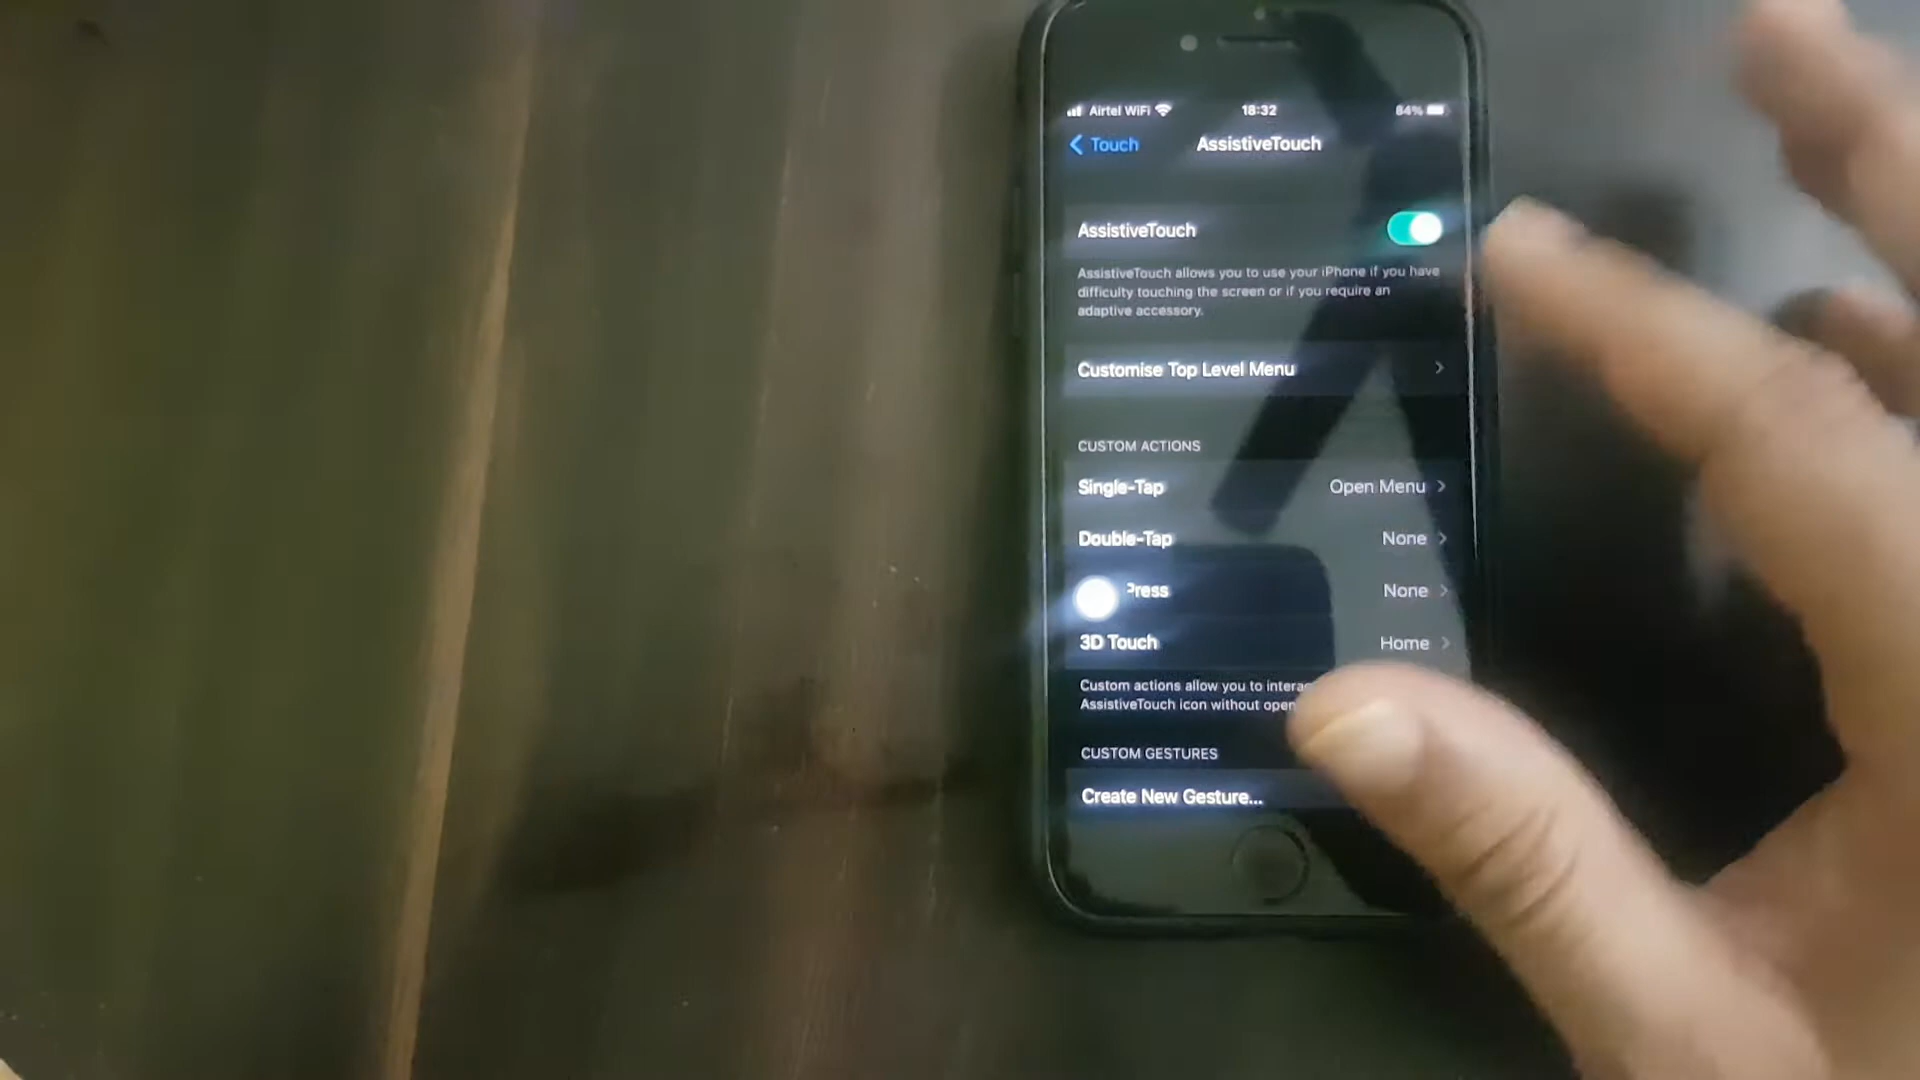 Airtel WiFi 18:32 84%
Touch AssistiveTouch
AssistiveTouch
AssistiveTouch allows you to use your iPhone if you have
difficulty touching the screen or if you require an
adaptive accessory.
Customise Top Level Menu
CUSTOM ACTIONS
Single-Tap Open Menu
Double-Tap None
Press None
3D Touch Home
Custom actions allow you to
AssistiveTouch icon without
CUSTOM GESTURES
Create New Gesture...